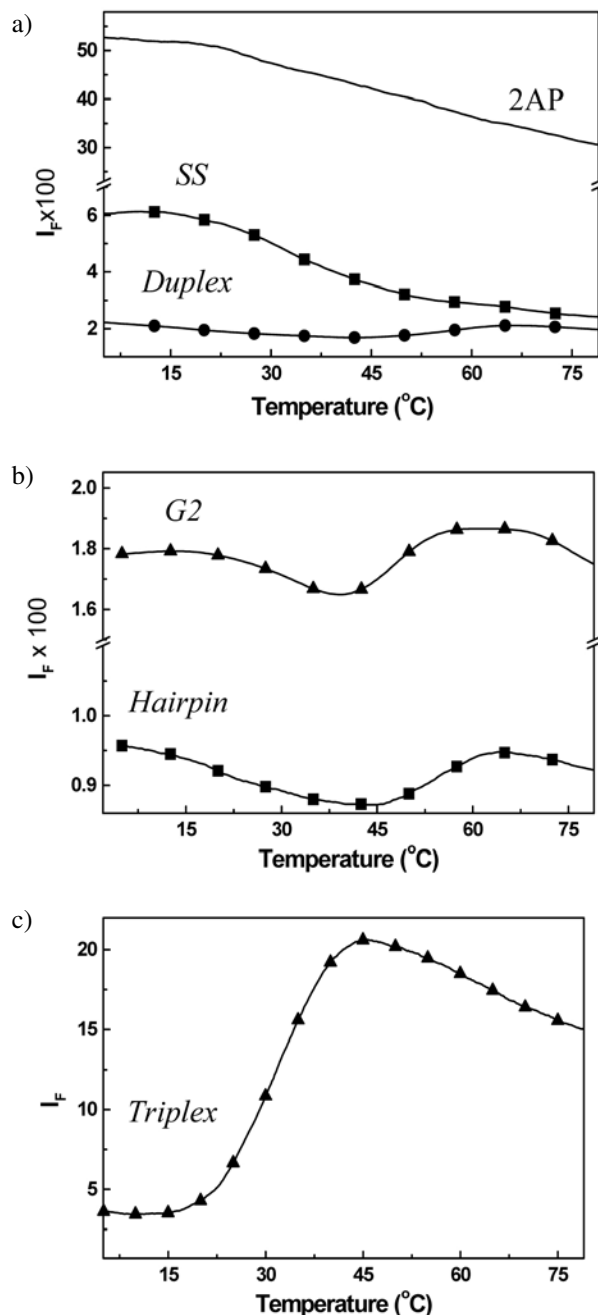 a)
50
40
30
2AP
SS
6
4
2
Duplex
I_F x100
15 30 45 60 75
Temperature (°C)
b)
2.0
1.8
1.6
1.0
0.9
G2
Hairpin
I_F x 100
15 30 45 60 75
Temperature (°C)
c)
20
15
10
5
I_F
Triplex
15 30 45 60 75
Temperature (°C)